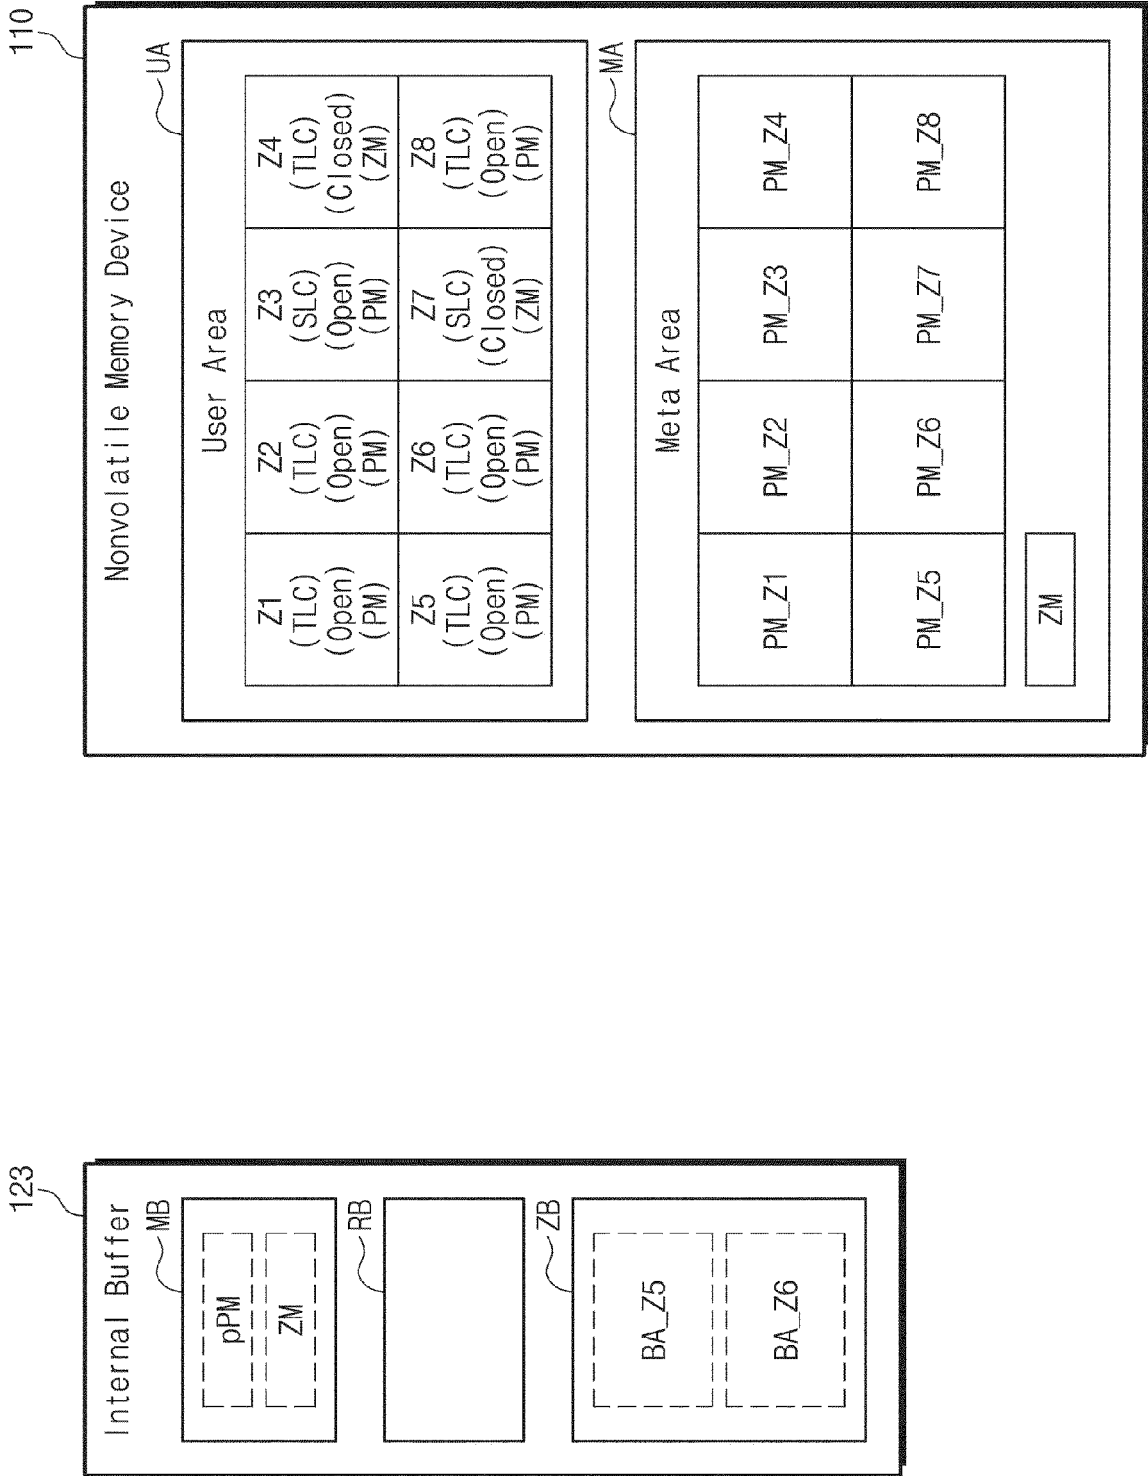 123
Internal Buffer
MB
pPM
ZM
RB
ZB
BA_Z5
BA_Z6
110
Nonvolatile Memory Device
UA
User Area
Z1
(TLC)
(Open)
(PM)
Z2
(TLC)
(Open)
(PM)
Z3
(SLC)
(Open)
(PM)
Z4
(TLC)
(Closed)
(ZM)
Z5
(TLC)
(Open)
(PM)
Z6
(TLC)
(Open)
(PM)
Z7
(SLC)
(Closed)
(ZM)
Z8
(TLC)
(Open)
(PM)
MA
Meta Area
PM_Z1
PM_Z2
PM_Z3
PM_Z4
PM_Z5
PM_Z6
PM_Z7
PM_Z8
ZM